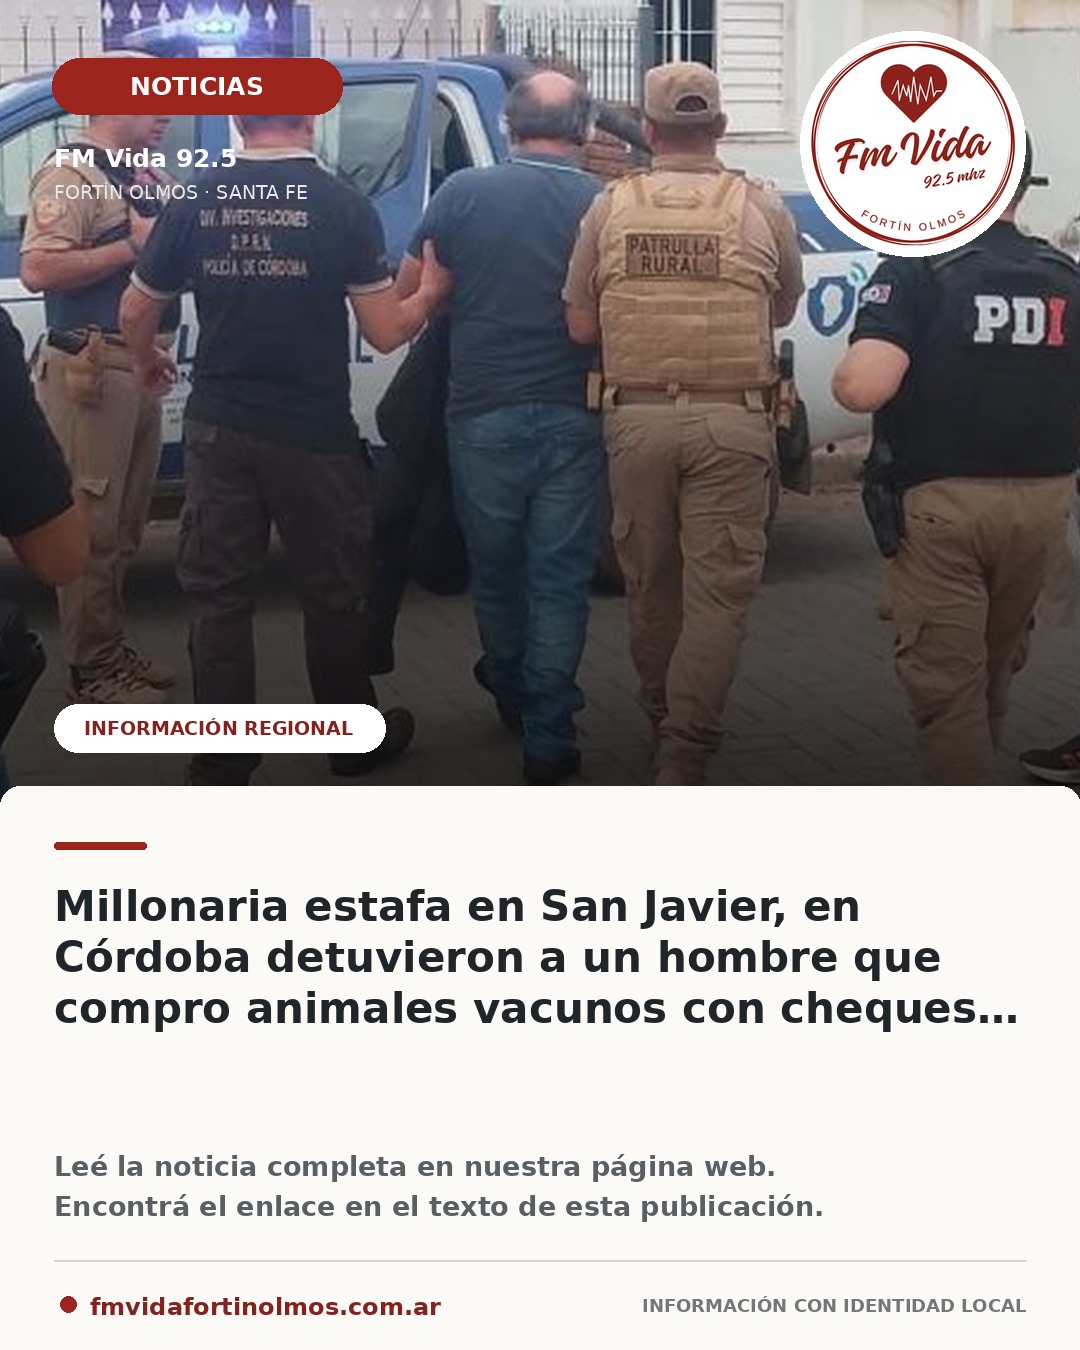 NOTICIAS
FM Vida 92.5
FORTÍN OLMOS · SANTA FE
Fm Vida
92.5 mhz
FORTÍN OLMOS
DIV. INVESTIGACIONES
D.P.E.N.
POLICÍA DE CÓRDOBA
PATRULLA
RURAL
PDI
INFORMACIÓN REGIONAL
Millonaria estafa en San Javier, en
Córdoba detuvieron a un hombre que
compro animales vacunos con cheques...
Leé la noticia completa en nuestra página web.
Encontrá el enlace en el texto de esta publicación.
fmvidafortinolmos.com.ar
INFORMACIÓN CON IDENTIDAD LOCAL